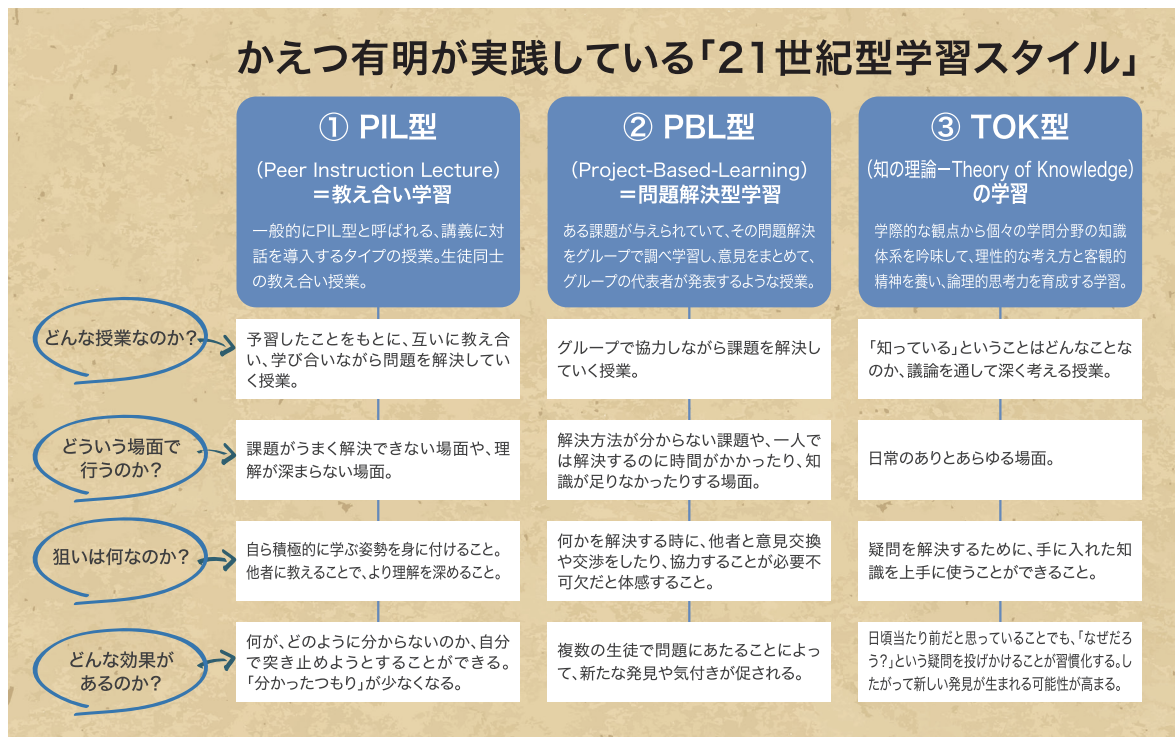 かえつ有明が実践している「21世紀型学習スタイル」
① PIL型
（Peer Instruction Lecture）
＝教え合い学習
一般的にPIL型と呼ばれる、講義に対
話を導入するタイプの授業。生徒同士
の教え合い授業。
② PBL型
（Project-Based-Learning）
＝問題解決型学習
ある課題が与えられていて、その問題解決
をグループで調べ学習し、意見をまとめて、
グループの代表者が発表するような授業。
③ TOK型
（知の理論－Theory of Knowledge）
の学習
学際的な観点から個々の学問分野の知識
体系を吟味して、理性的な考え方と客観的
精神を養い、論理的思考力を育成する学習。
どんな授業なのか？
予習したことをもとに、互いに教え合
い、学び合いながら問題を解決してい
く授業。
グループで協力しながら課題を解決し
ていく授業。
「知っている」ということはどんなことな
のか、議論を通して深く考える授業。
どういう場面で
行うのか？
課題がうまく解決できない場面や、理
解が深まらない場面。
解決方法が分からない課題や、一人で
は解決するのに時間がかかったり、知
識が足りなかったりする場面。
日常のありとあらゆる場面。
狙いは何なのか？
自ら積極的に学ぶ姿勢を身に付けること。
他者に教えることで、より理解を深めること。
何かを解決する時に、他者と意見交換
や交渉をしたり、協力することが必要不
可欠だと体感すること。
疑問を解決するために、手に入れた知
識を上手に使うことができること。
どんな効果が
あるのか？
何が、どのように分からないのか、自分
で突き止めようとすることができる。
「分かったつもり」が少なくなる。
複数の生徒で問題にあたることによっ
て、新たな発見や気付きが促される。
日頃当たり前だと思っていることでも、「なぜだろ
う？」という疑問を投げかけることが習慣化する。し
たがって新しい発見が生まれる可能性が高まる。